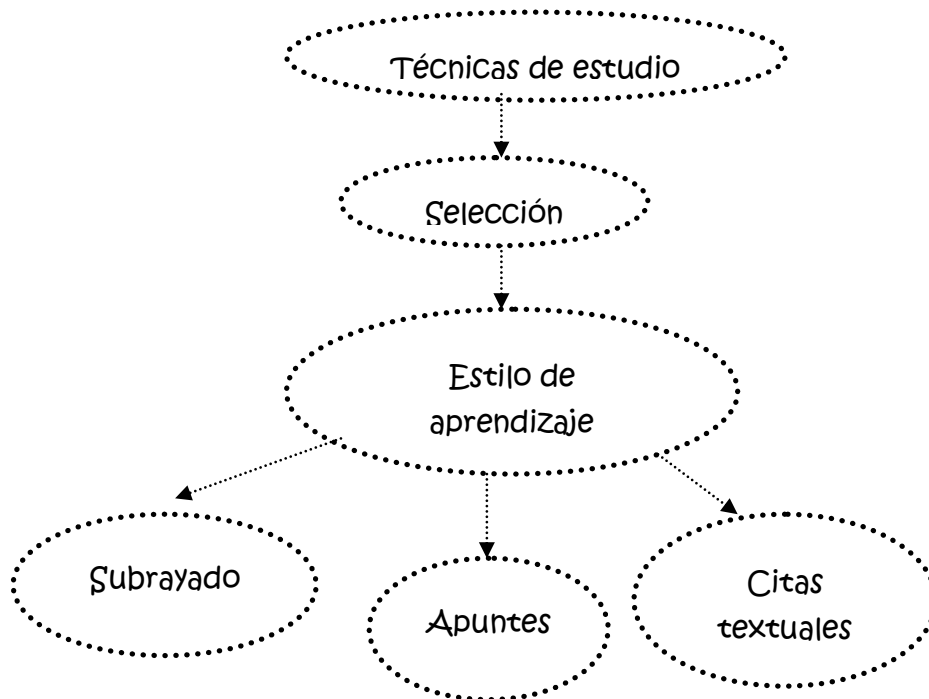 Técnicas de estudio
Selección
Estilo de
aprendizaje
Subrayado
Apuntes
Citas
textuales